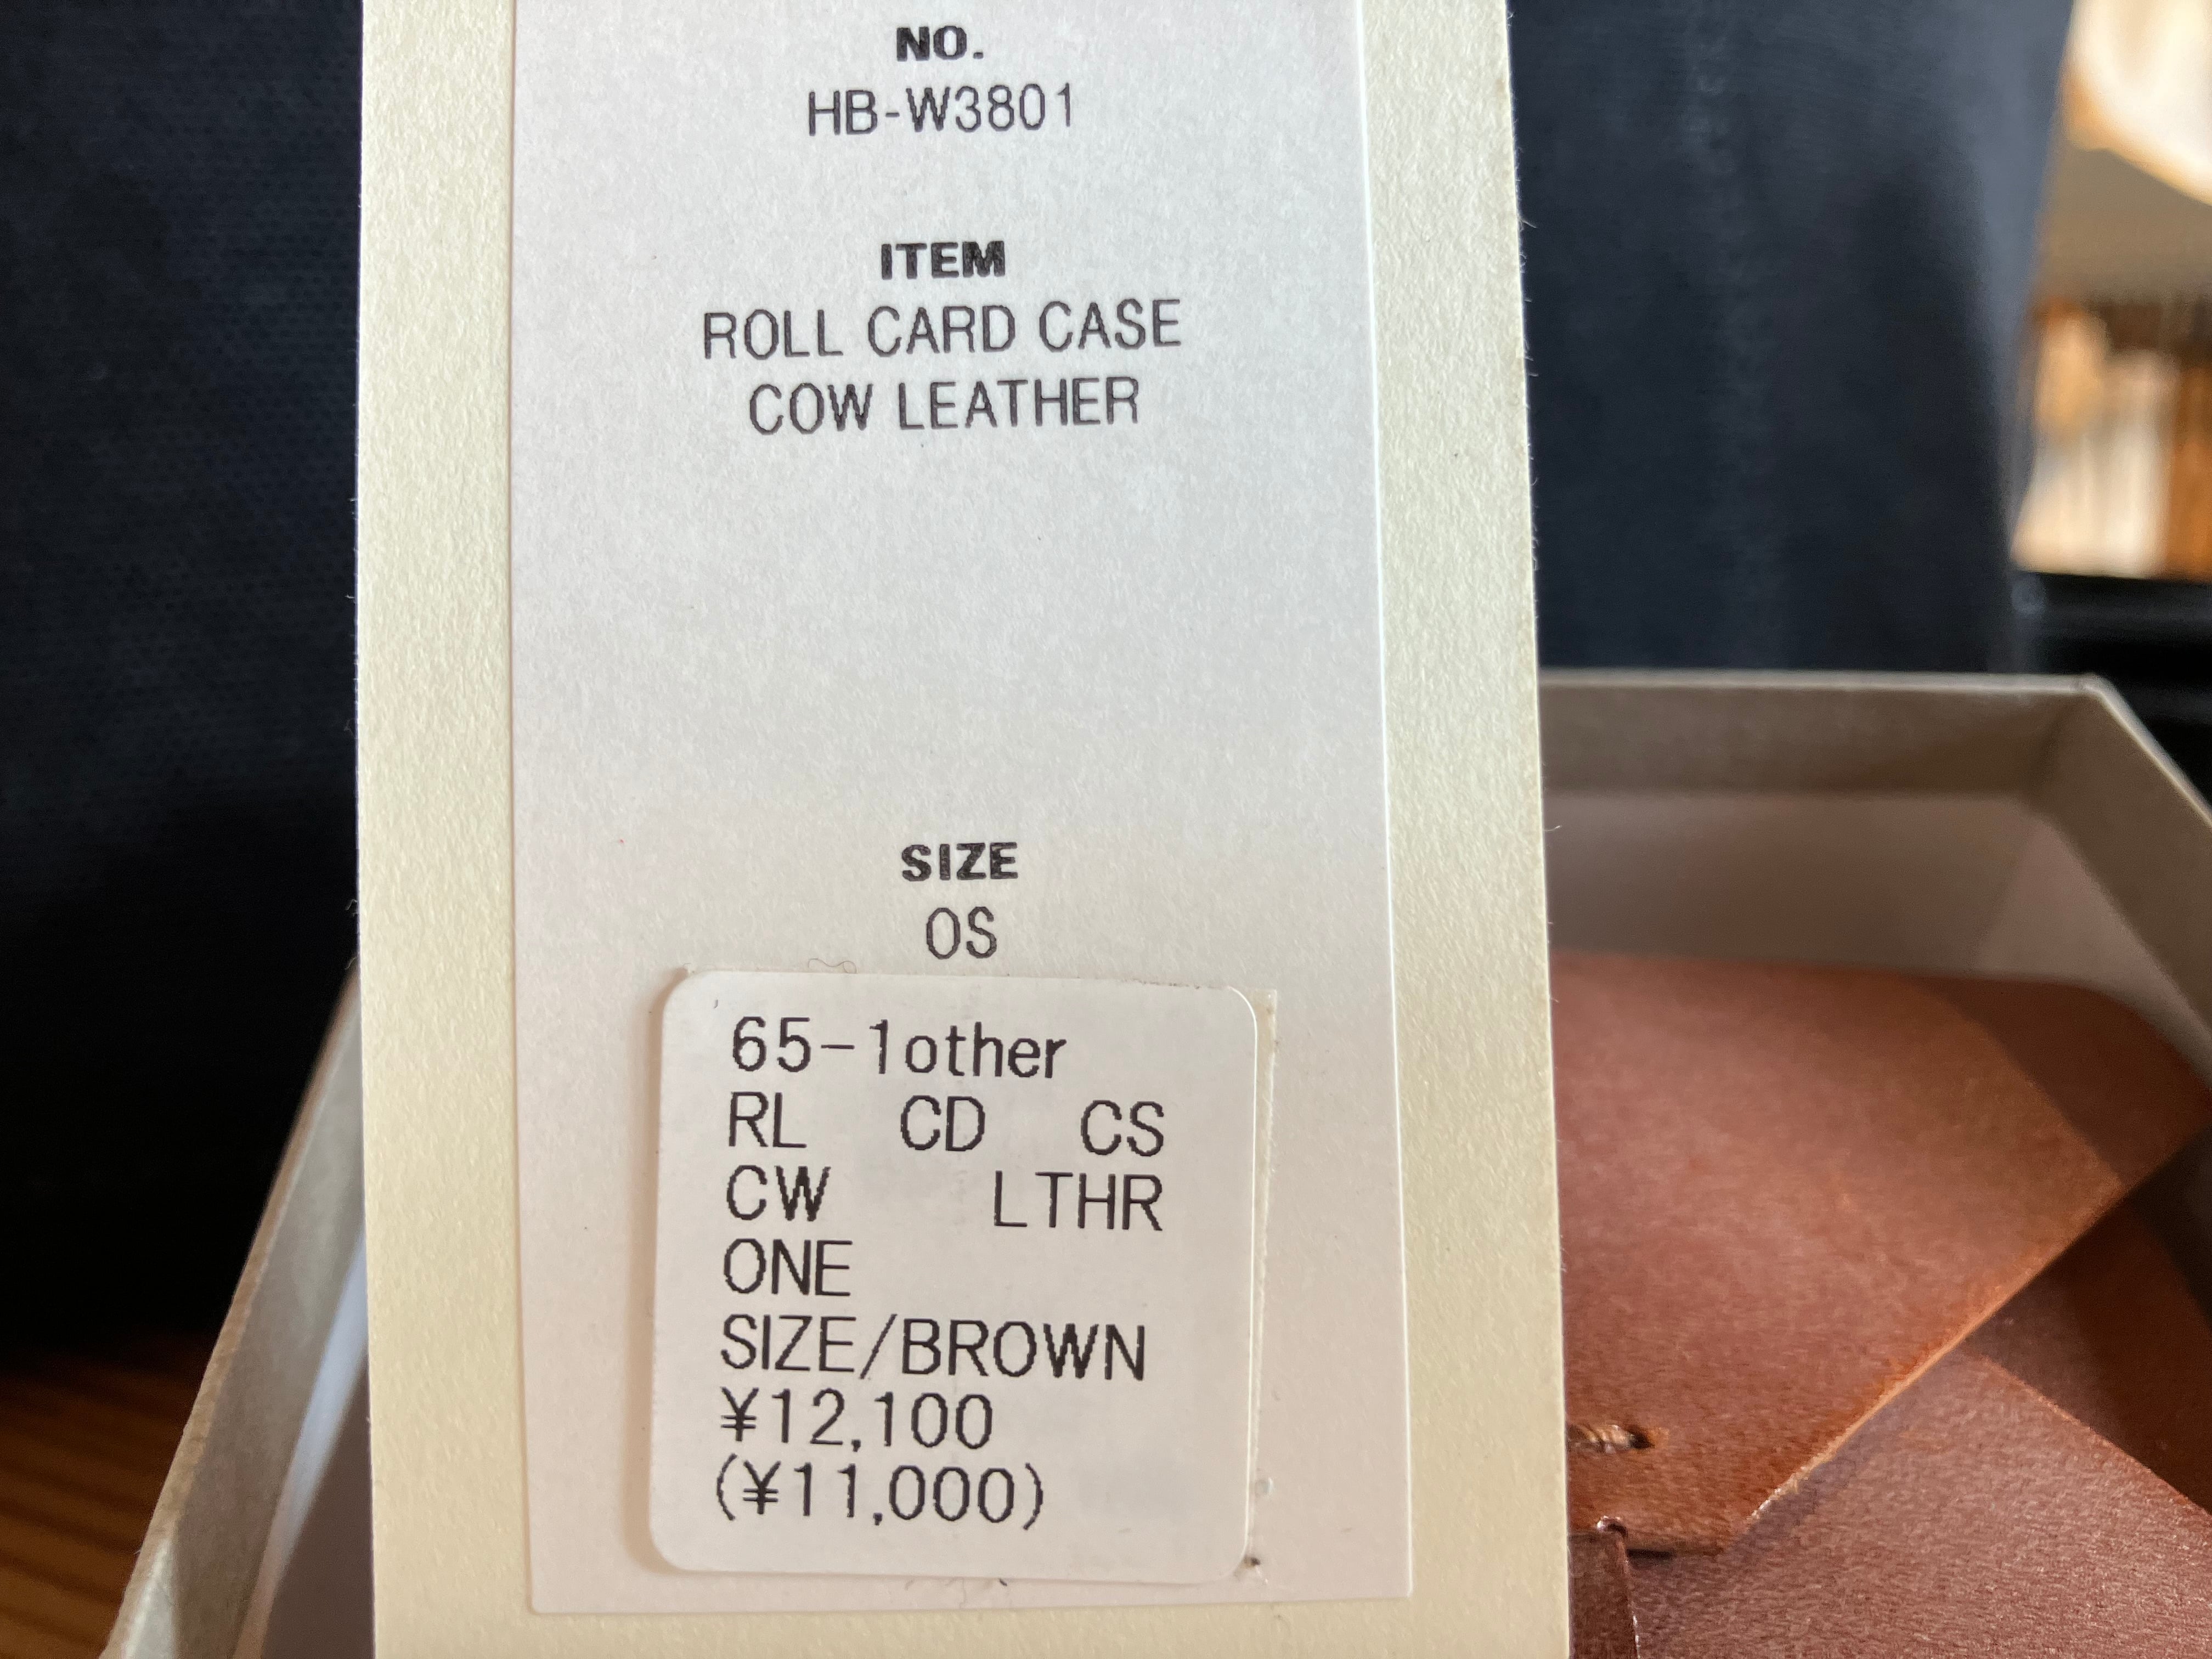 NO.
HB-W3801
ITEM
ROLL CARD CASE
COW LEATHER
SIZE
OS
65-1other
RL CD CS
CW LTHR
ONE
SIZE/BROWN
¥12,100
(¥11,000)